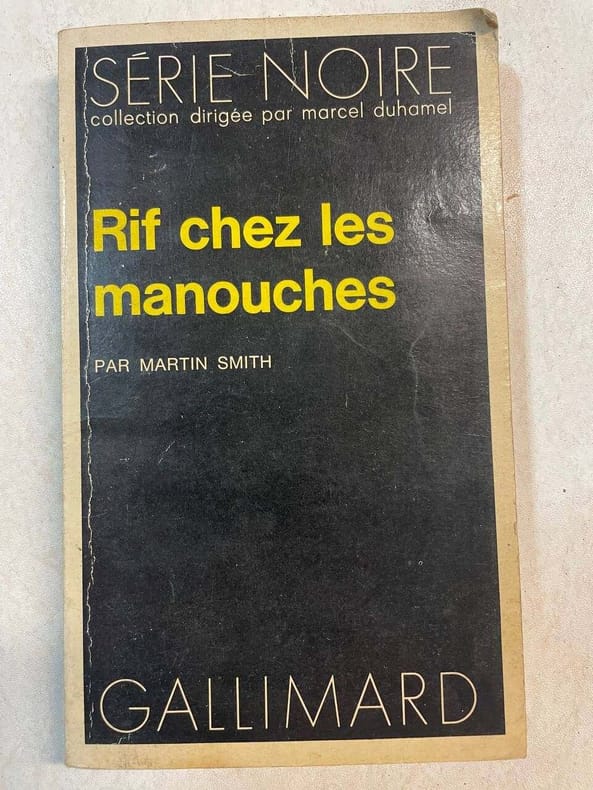 SÉRIE NOIRE
collection dirigée par marcel duhamel
Rif chez les
manouches
PAR MARTIN SMITH
GALLIMARD